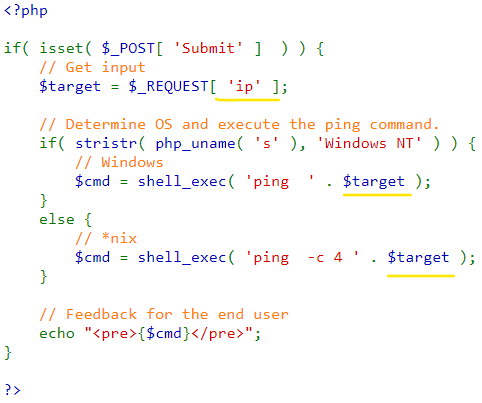 <?php
if( isset( $_POST[ 'Submit' ]  ) ) {
    // Get input
    $target = $_REQUEST[ 'ip' ];
    // Determine OS and execute the ping command.
    if( stristr( php_uname( 's' ), 'Windows NT' ) ) {
        // Windows
        $cmd = shell_exec( 'ping  ' . $target );
    }
    else {
        // *nix
        $cmd = shell_exec( 'ping  -c 4 ' . $target );
    }
    // Feedback for the end user
    echo "<pre>{$cmd}</pre>";
}
?>